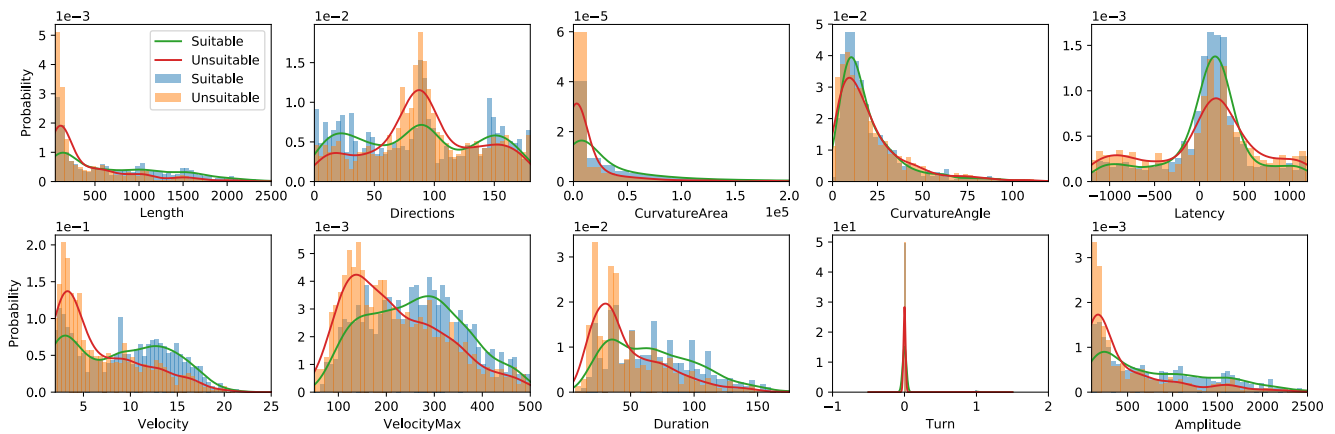 1e−3
1e−2
1e−5
5 1e−2
1e−3
5
4
3
2
1
0
Probability
Suitable
Unsuitable
Suitable
Unsuitable
500 1000 1500 2000 2500
Length
1.5
1.0
0.5
0.0
0 50 100 150
Directions
6
4
2
0
0.0 0.5 1.0 1.5 2.0
1e5
CurvatureArea
4
3
2
1
0
0 25 50 75 100
CurvatureAngle
1.5
1.0
0.5
0.0
−1000 −500 0 500 1000
Latency
1e−1
1e−3
1e−2
1e1
1e−3
2.0
1.5
1.0
0.5
0.0
Probability
5 10 15 20 25
Velocity
6
5
4
3
2
1
0
100 200 300 400 500
VelocityMax
3
2
1
0
50 100 150
Duration
5
4
3
2
1
0
−1 0 1 2
Turn
3
2
1
0
500 1000 1500 2000 2500
Amplitude